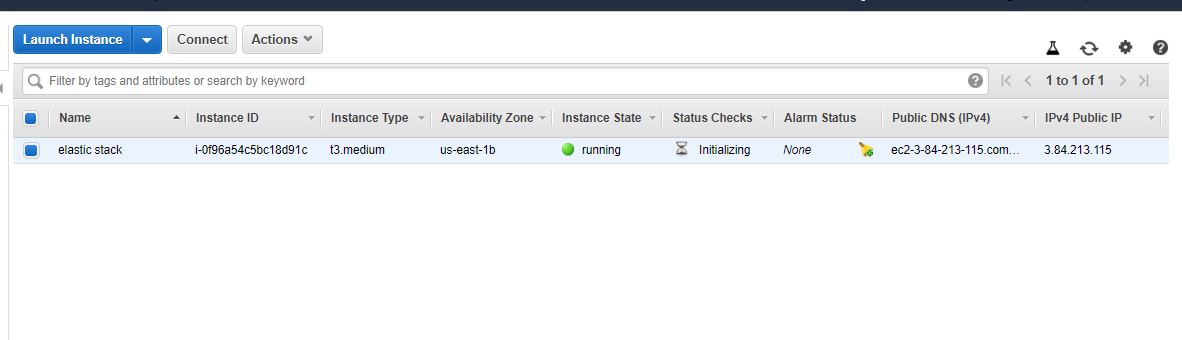 Launch Instance Connect Actions
Filter by tags and attributes or search by keyword 1 to 1 of 1
Name Instance ID Instance Type Availability Zone Instance State Status Checks Alarm Status Public DNS (IPv4) IPv4 Public IP
elastic stack i-0f96a54c5bc18d91c t3.medium us-east-1b running Initializing None ec2-3-84-213-115.com... 3.84.213.115